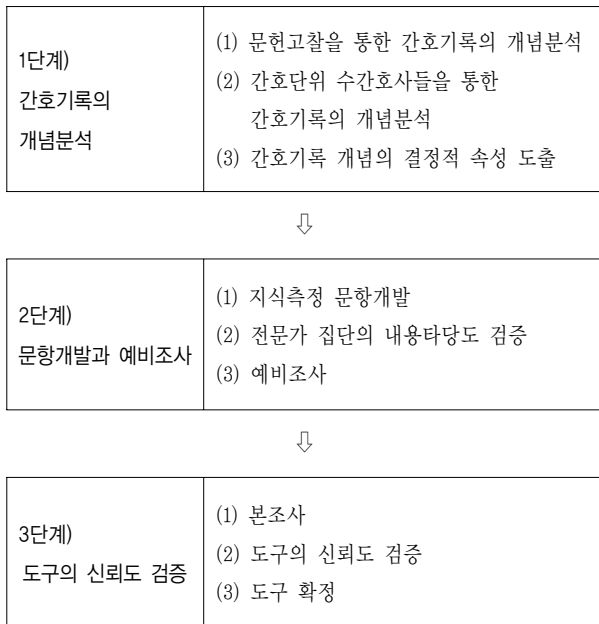 1단계)
간호기록의
개념분석
(1) 문헌고찰을 통한 간호기록의 개념분석
(2) 간호단위 수간호사들을 통한
간호기록의 개념분석
(3) 간호기록 개념의 결정적 속성 도출
⇩
2단계)
문항개발과 예비조사
(1) 지식측정 문항개발
(2) 전문가 집단의 내용타당도 검증
(3) 예비조사
⇩
3단계)
도구의 신뢰도 검증
(1) 본조사
(2) 도구의 신뢰도 검증
(3) 도구 확정